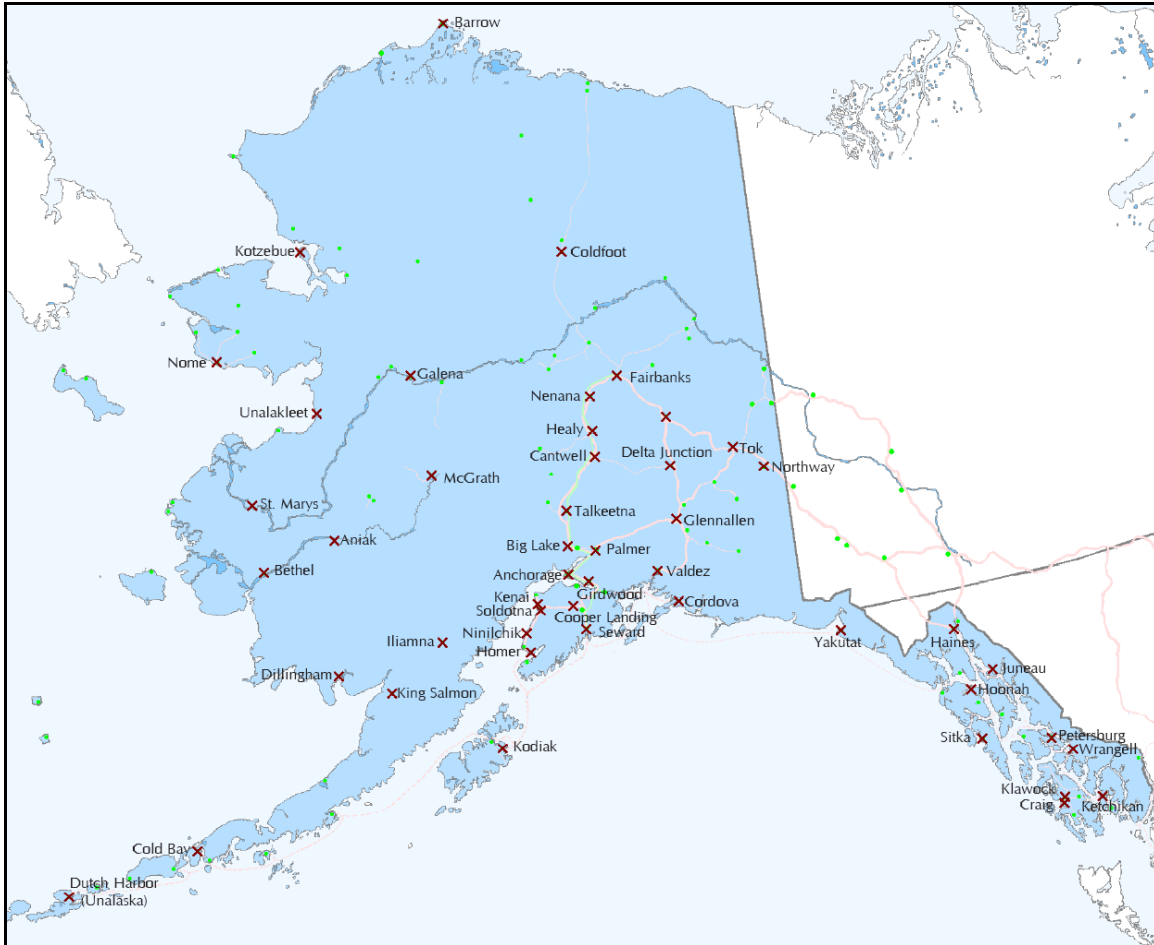 Barrow
Kotzebue
Coldfoot
Nome
Galena
Fairbanks
Nenana
Unalakleet
Healy
Cantwell
Delta Junction
Tok
Northway
McGrath
St. Marys
Talkeetna
Glennallen
Aniak
Big Lake
Palmer
Bethel
Anchorage
Valdez
Girdwood
Kenai
Soldotna
Cordova
Cooper Landing
Ninilchik
Seward
Yakutat
Haines
Iliamna
Homer
Juneau
Dillingham
King Salmon
Hoonah
Kodiak
Sitka
Petersburg
Wrangell
Klawock
Craig
Ketchikan
Cold Bay
Dutch Harbor
(Unalaska)